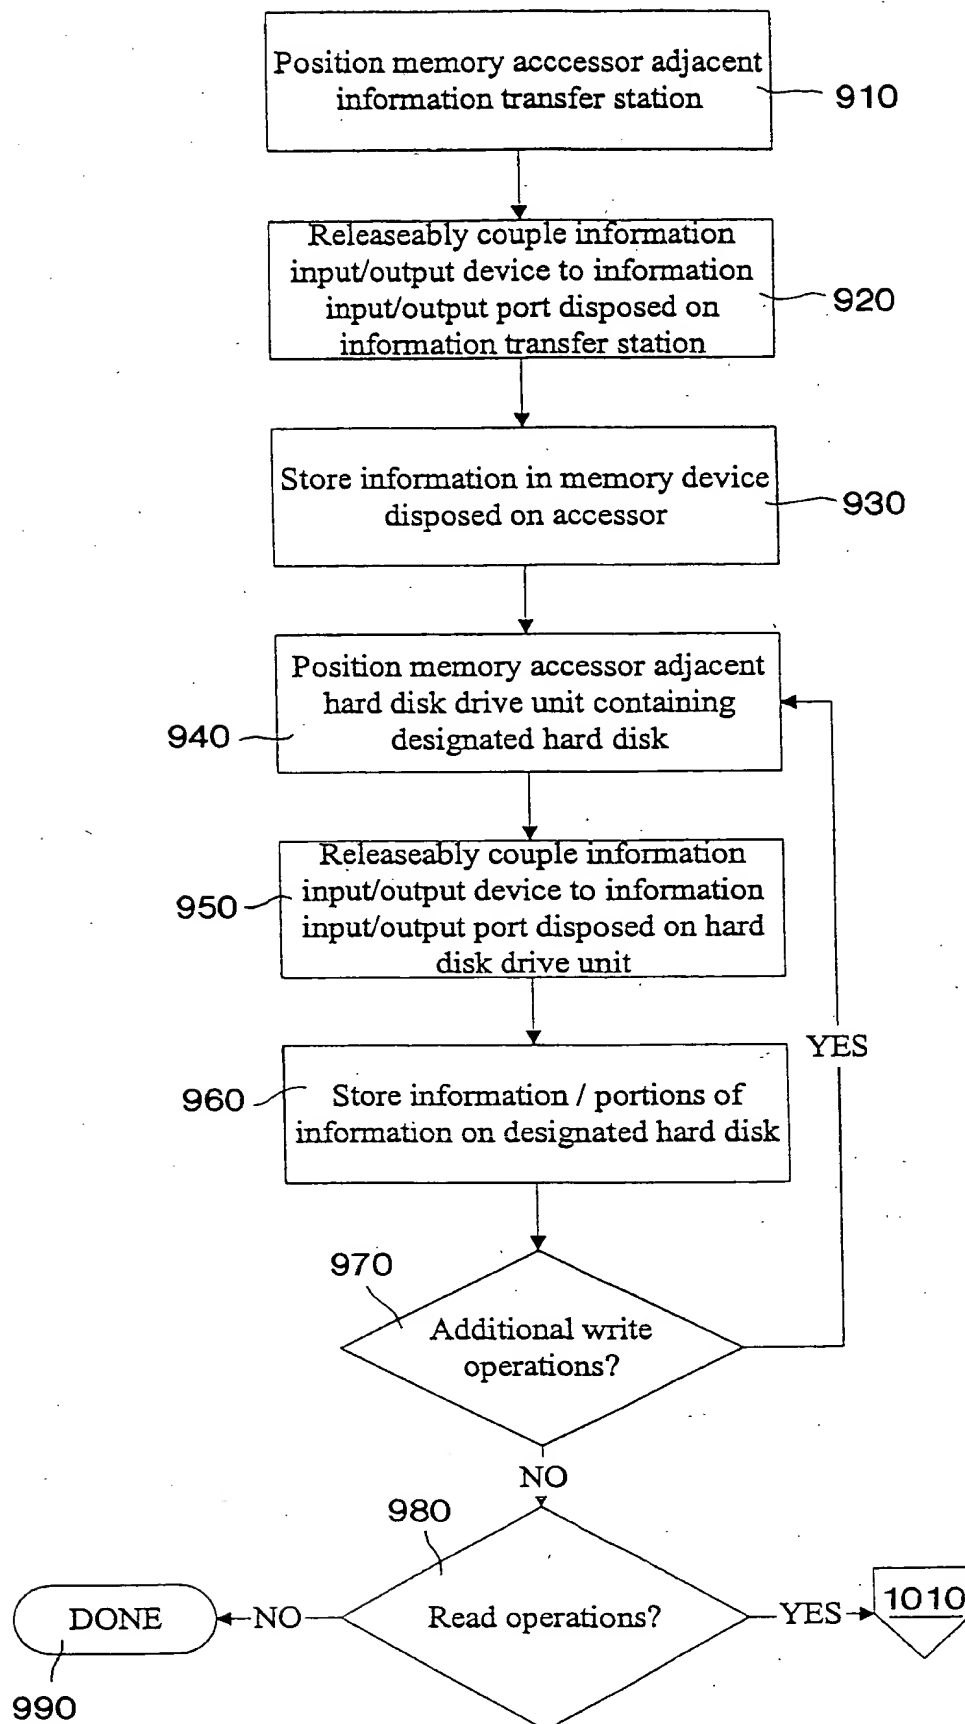 Position memory acccessor adjacent
information transfer station
910
Releaseably couple information
input/output device to information
input/output port disposed on
information transfer station
920
Store information in memory device
disposed on accessor
930
Position memory accessor adjacent
hard disk drive unit containing
designated hard disk
940
Releaseably couple information
input/output device to information
input/output port disposed on hard
disk drive unit
950
YES
Store information / portions of
information on designated hard disk
960
970
Additional write
operations?
NO
980
Read operations?
NO
DONE
990
YES
1010